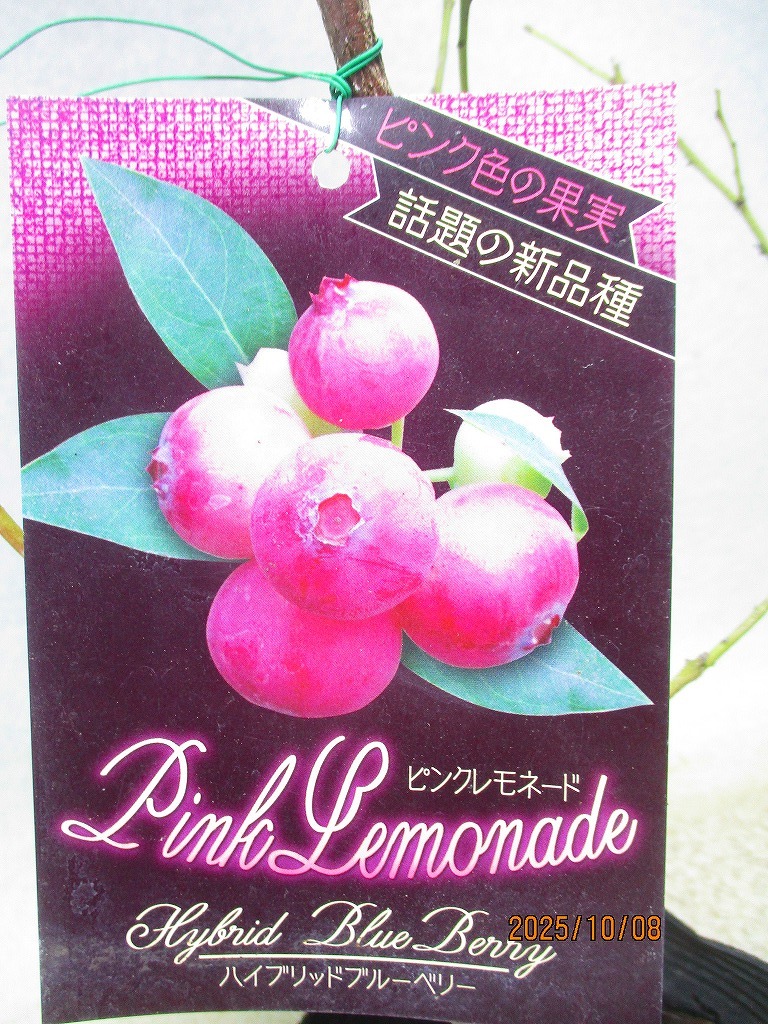 ピンク色の果実
話題の新品種
ピンクレモネード
Pink Lemonade
Hybrid Blue Berry
2025/10/08
ハイブリッドブルーベリー